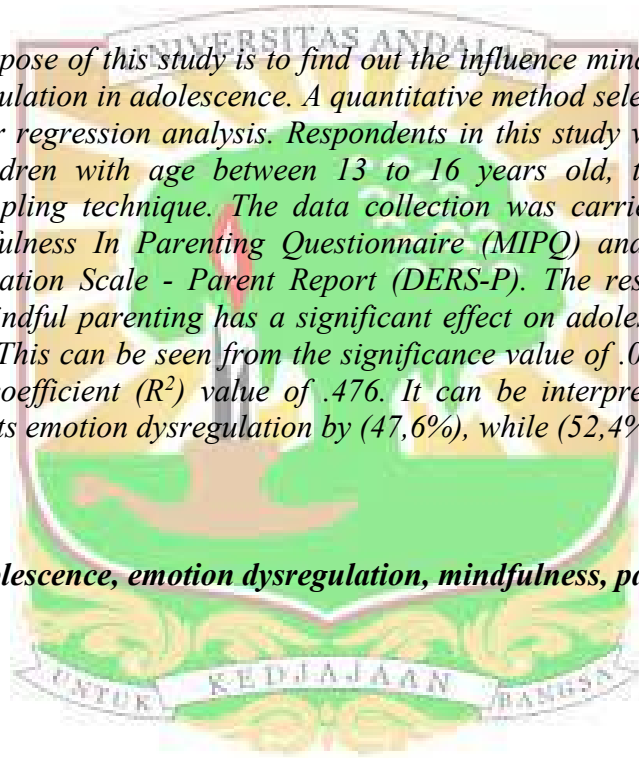 UNIVERSITAS ANDALAS
pose of this study is to find out the influence mind
ulation in adolescence. A quantitative method sele
r regression analysis. Respondents in this study w
dren with age between 13 to 16 years old, t
pling technique. The data collection was carri
fulness In Parenting Questionnaire (MIPQ) and
ation Scale - Parent Report (DERS-P). The res
indful parenting has a significant effect on adoles
This can be seen from the significance value of .0
coefficient (R²) value of .476. It can be interpre
ts emotion dysregulation by (47,6%), while (52,4%
olescence, emotion dysregulation, mindfulness, pa
UNTUK KEDJAJAAN BANGSA